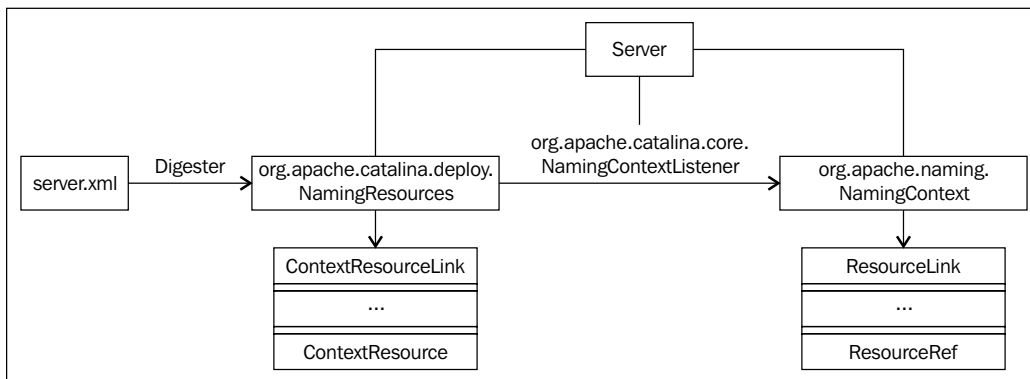 Server
org.apache.catalina.core.
NamingContextListener
Digester
server.xml
org.apache.catalina.deploy.
NamingResources
org.apache.naming.
NamingContext
ContextResourceLink
...
ContextResource
ResourceLink
...
ResourceRef